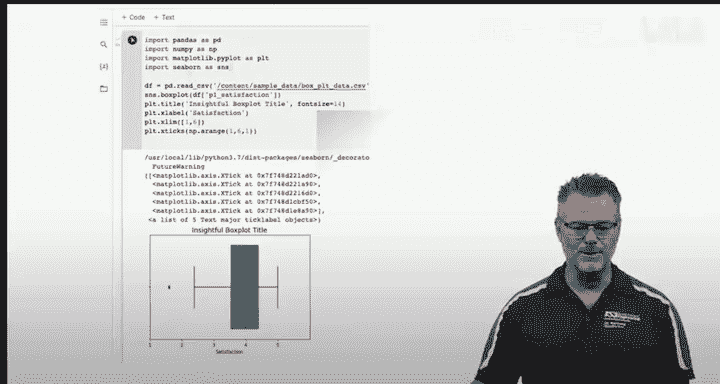 + Code + Text
import pandas as pd
import numpy as np
import matplotlib.pyplot as plt
import seaborn as sns
df = pd.read_csv('/content/sample_data/box_plt_data.csv'
sns.boxplot(df['pl_satisfaction'])
plt.title('Insightful Boxplot Title', fontsize=14)
plt.xlabel('Satisfaction')
plt.xlim([1,6])
plt.xticks(np.arange(1,6,1))
/usr/local/lib/python3.7/dist-packages/seaborn/_decorato
FutureWarning
([<matplotlib.axis.XTick at 0x7f748d221ad0>,
<matplotlib.axis.XTick at 0x7f748d221a90>,
<matplotlib.axis.XTick at 0x7f748d2216d0>,
<matplotlib.axis.XTick at 0x7f748d1cbf50>,
<matplotlib.axis.XTick at 0x7f748d1e8a90>],
<a list of 5 Text major ticklabel objects>)
Insightful Boxplot Title
1 2 3 4 5
Satisfaction